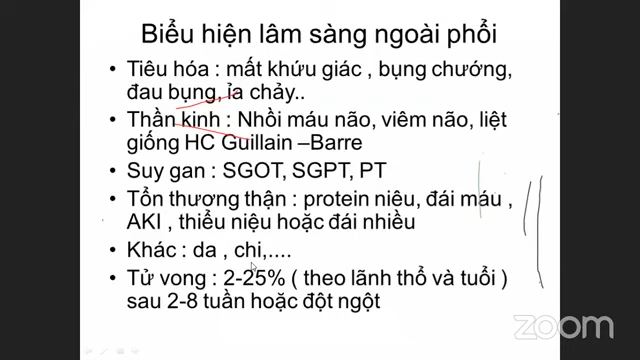 Biểu hiện lâm sàng ngoài phổi
• Tiêu hóa : mất khứu giác , bụng chướng,
đau bụng, ỉa chảy..
• Thần kinh : Nhồi máu não, viêm não, liệt
giống HC Guillain –Barre
• Suy gan : SGOT, SGPT, PT
• Tổn thương thận : protein niêu, đái máu ,
AKI , thiểu niệu hoặc đái nhiều
• Khác : da , chi,....
• Tử vong : 2-25% ( theo lãnh thổ và tuổi )
sau 2-8 tuần hoặc đột ngột
zoom